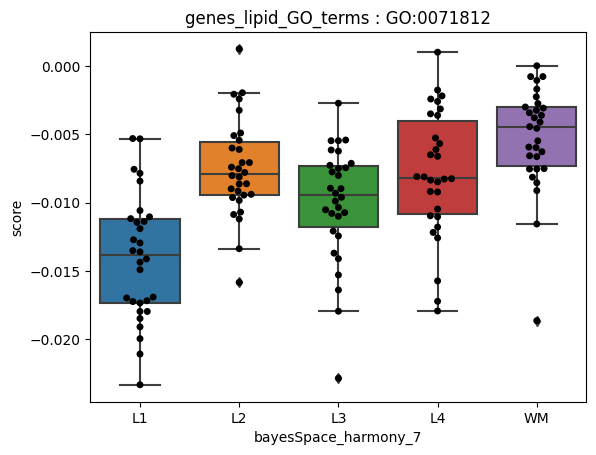 genes_lipid_GO_terms : GO:0071812
0.000
−0.005
−0.010
−0.015
−0.020
score
L1 L2 L3 L4 WM
bayesSpace_harmony_7